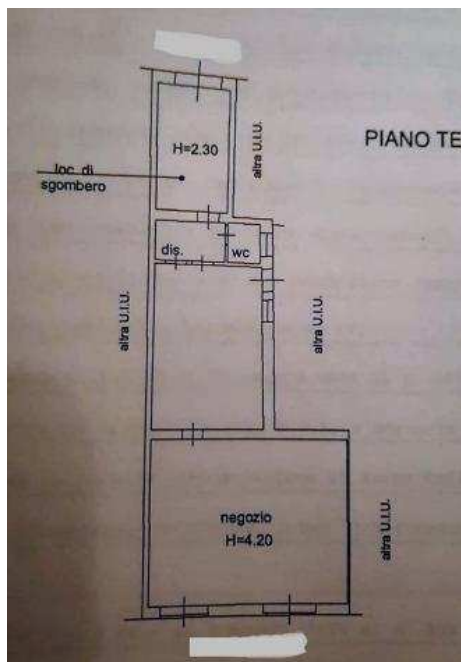 H=2.30
altra U.I.U.
PIANO TE
loc. di
sgombero
dis.
wc
altra U.I.U.
altra U.I.U.
negozio
H=4.20
altra U.I.U.